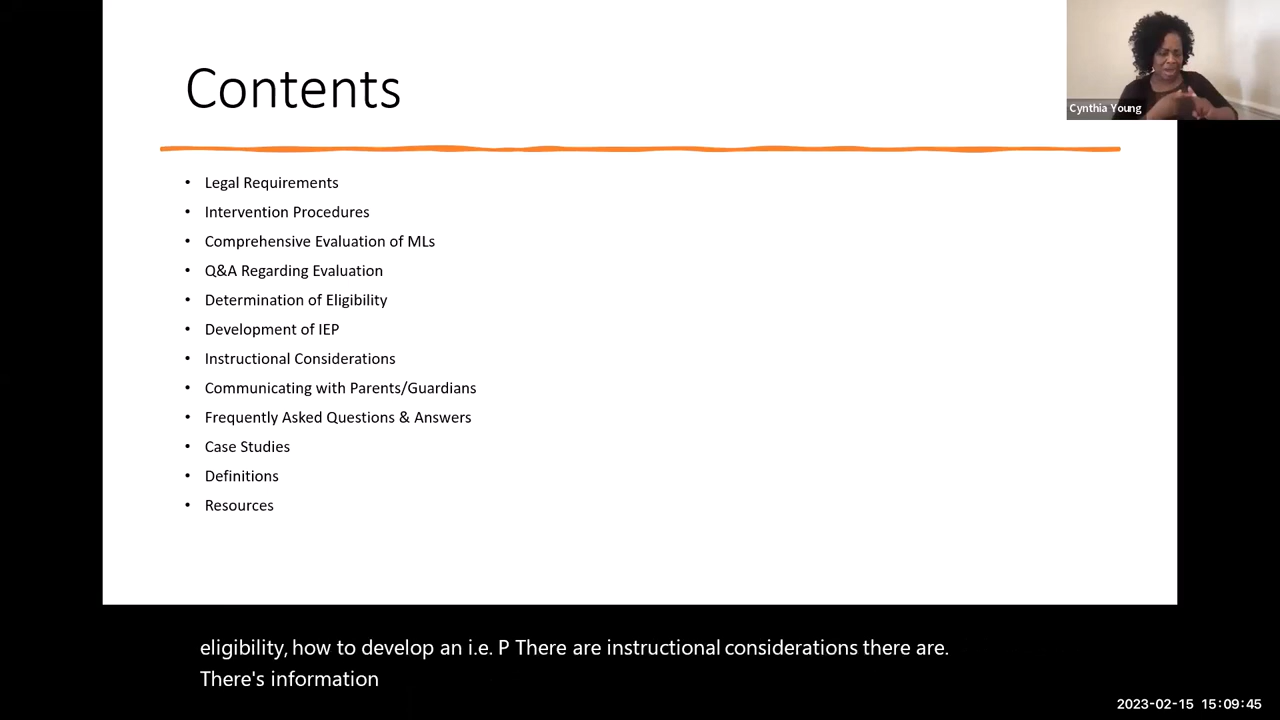 Contents
Cynthia Young
• Legal Requirements
• Intervention Procedures
• Comprehensive Evaluation of MLs
• Q&A Regarding Evaluation
• Determination of Eligibility
• Development of IEP
• Instructional Considerations
• Communicating with Parents/Guardians
• Frequently Asked Questions & Answers
• Case Studies
• Definitions
• Resources
eligibility, how to develop an i.e. P There are instructional considerations there are.
There's information
2023-02-15 15:09:45